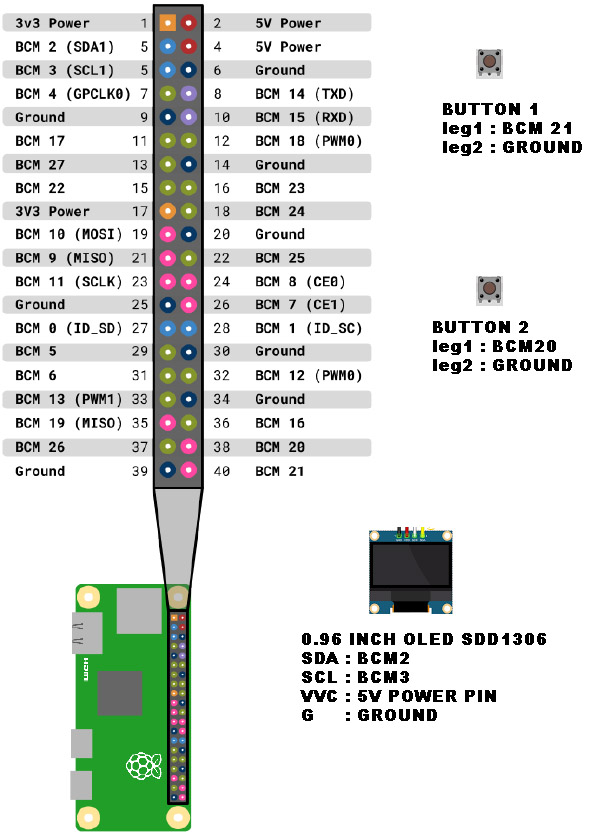 3v3 Power 1 2 5V Power
BCM 2 (SDA1) 5 4 5V Power
BCM 3 (SCL1) 5 6 Ground
BCM 4 (GPCLK0) 7 8 BCM 14 (TXD)
Ground 9 10 BCM 15 (RXD)
BCM 17 11 12 BCM 18 (PWM0)
BCM 27 13 14 Ground
BCM 22 15 16 BCM 23
3V3 Power 17 18 BCM 24
BCM 10 (MOSI) 19 20 Ground
BCM 9 (MISO) 21 22 BCM 25
BCM 11 (SCLK) 23 24 BCM 8 (CE0)
Ground 25 26 BCM 7 (CE1)
BCM 0 (ID_SD) 27 28 BCM 1 (ID_SC)
BCM 5 29 30 Ground
BCM 6 31 32 BCM 12 (PWM0)
BCM 13 (PWM1) 33 34 Ground
BCM 19 (MISO) 35 36 BCM 16
BCM 26 37 38 BCM 20
Ground 39 40 BCM 21
BUTTON 1
leg1 : BCM 21
leg2 : GROUND
BUTTON 2
leg1 : BCM20
leg2 : GROUND
0.96 INCH OLED SDD1306
SDA : BCM2
SCL : BCM3
VVC : 5V POWER PIN
G : GROUND